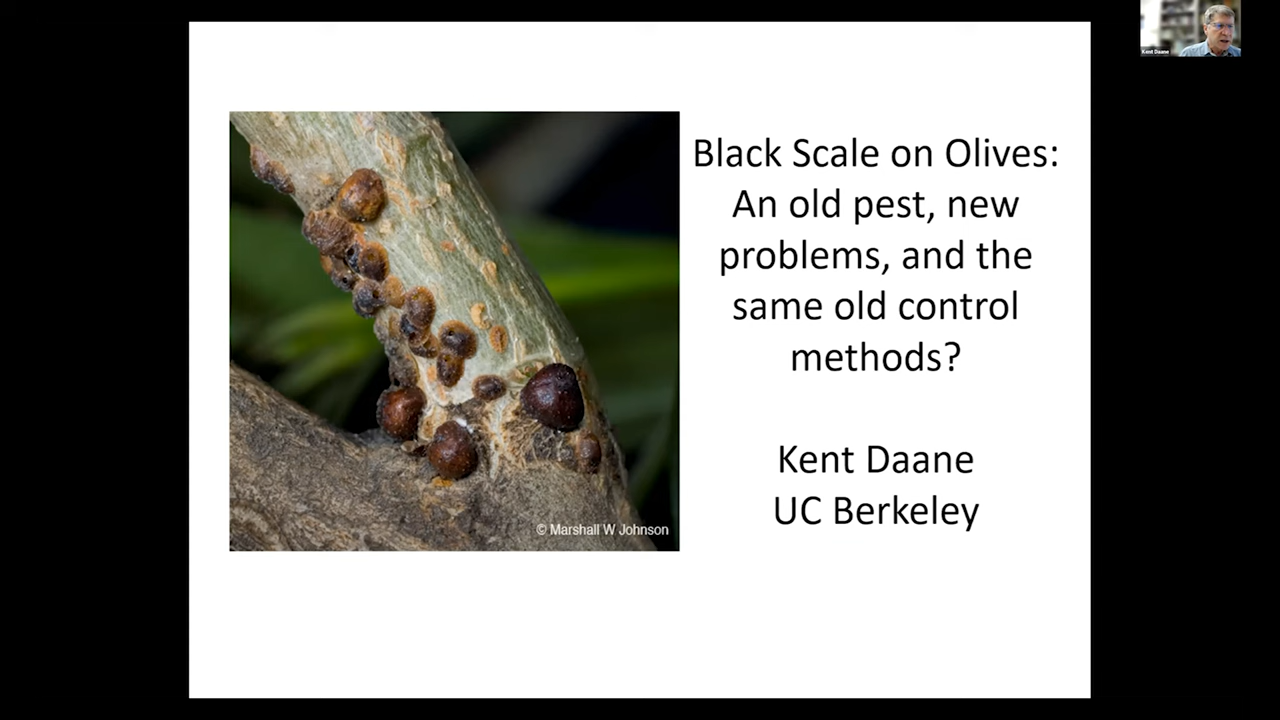 Kent Daane
Black Scale on Olives:
An old pest, new
problems, and the
same old control
methods?
Kent Daane
UC Berkeley
© Marshall W Johnson